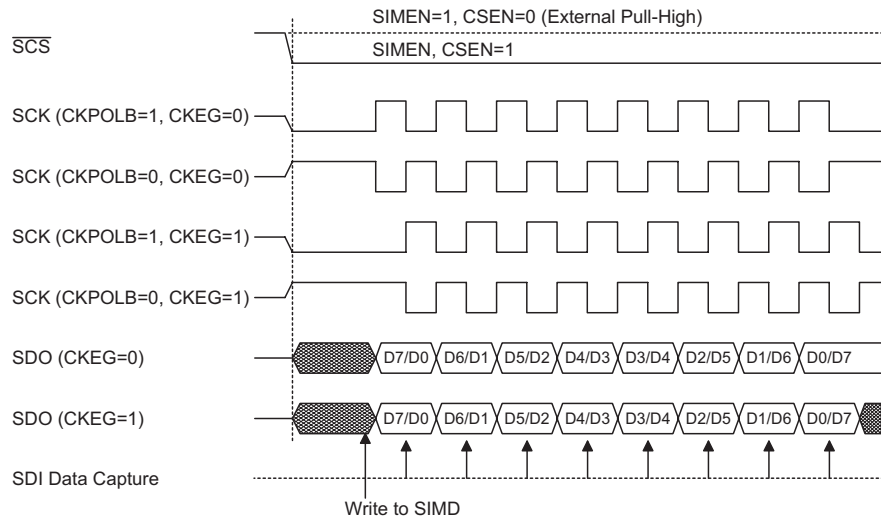 SIMEN=1, CSEN=0 (External Pull-High)
SCS
SIMEN, CSEN=1
SCK (CKPOLB=1, CKEG=0)
SCK (CKPOLB=0, CKEG=0)
SCK (CKPOLB=1, CKEG=1)
SCK (CKPOLB=0, CKEG=1)
SDO (CKEG=0) D7/D0 D6/D1 D5/D2 D4/D3 D3/D4 D2/D5 D1/D6 D0/D7
SDO (CKEG=1) D7/D0 D6/D1 D5/D2 D4/D3 D3/D4 D2/D5 D1/D6 D0/D7
SDI Data Capture
Write to SIMD